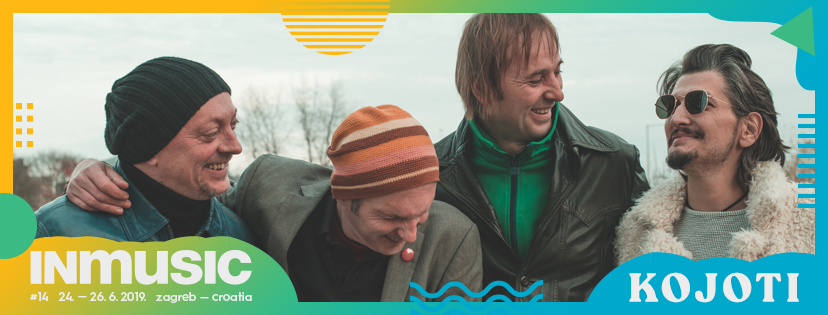 INMUSIC
#14 24. – 26. 6. 2019. zagreb – croatia
KOJOTI